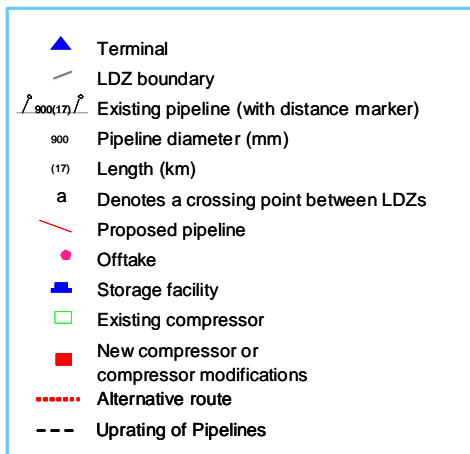 Terminal
LDZ boundary
900(17) Existing pipeline (with distance marker)
900 Pipeline diameter (mm)
(17) Length (km)
a Denotes a crossing point between LDZs
Proposed pipeline
Offtake
Storage facility
Existing compressor
New compressor or
compressor modifications
Alternative route
Uprating of Pipelines